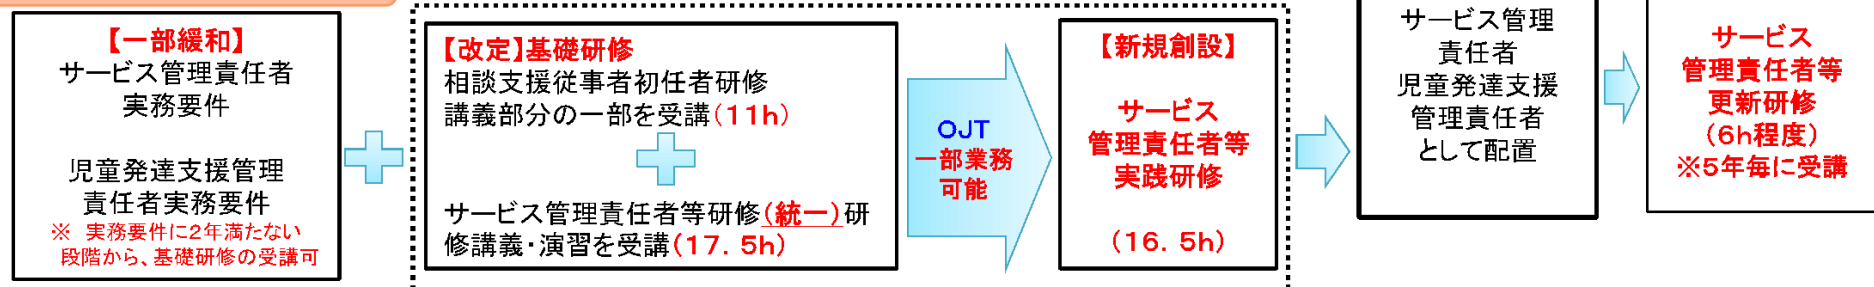 【一部緩和】
サービス管理責任者
実務要件
児童発達支援管理
責任者実務要件
※ 実務要件に2年満たない
段階から、基礎研修の受講可
【改定】基礎研修
相談支援従事者初任者研修
講義部分の一部を受講(11h)
サービス管理責任者等研修(統一)研
修講義・演習を受講(17.5h)
OJT
一部業務
可能
【新規創設】
サービス
管理責任者等
実践研修
(16.5h)
サービス管理
責任者
児童発達支援
管理責任者
として配置
サービス
管理責任者等
更新研修
(6h程度)
※5年毎に受講